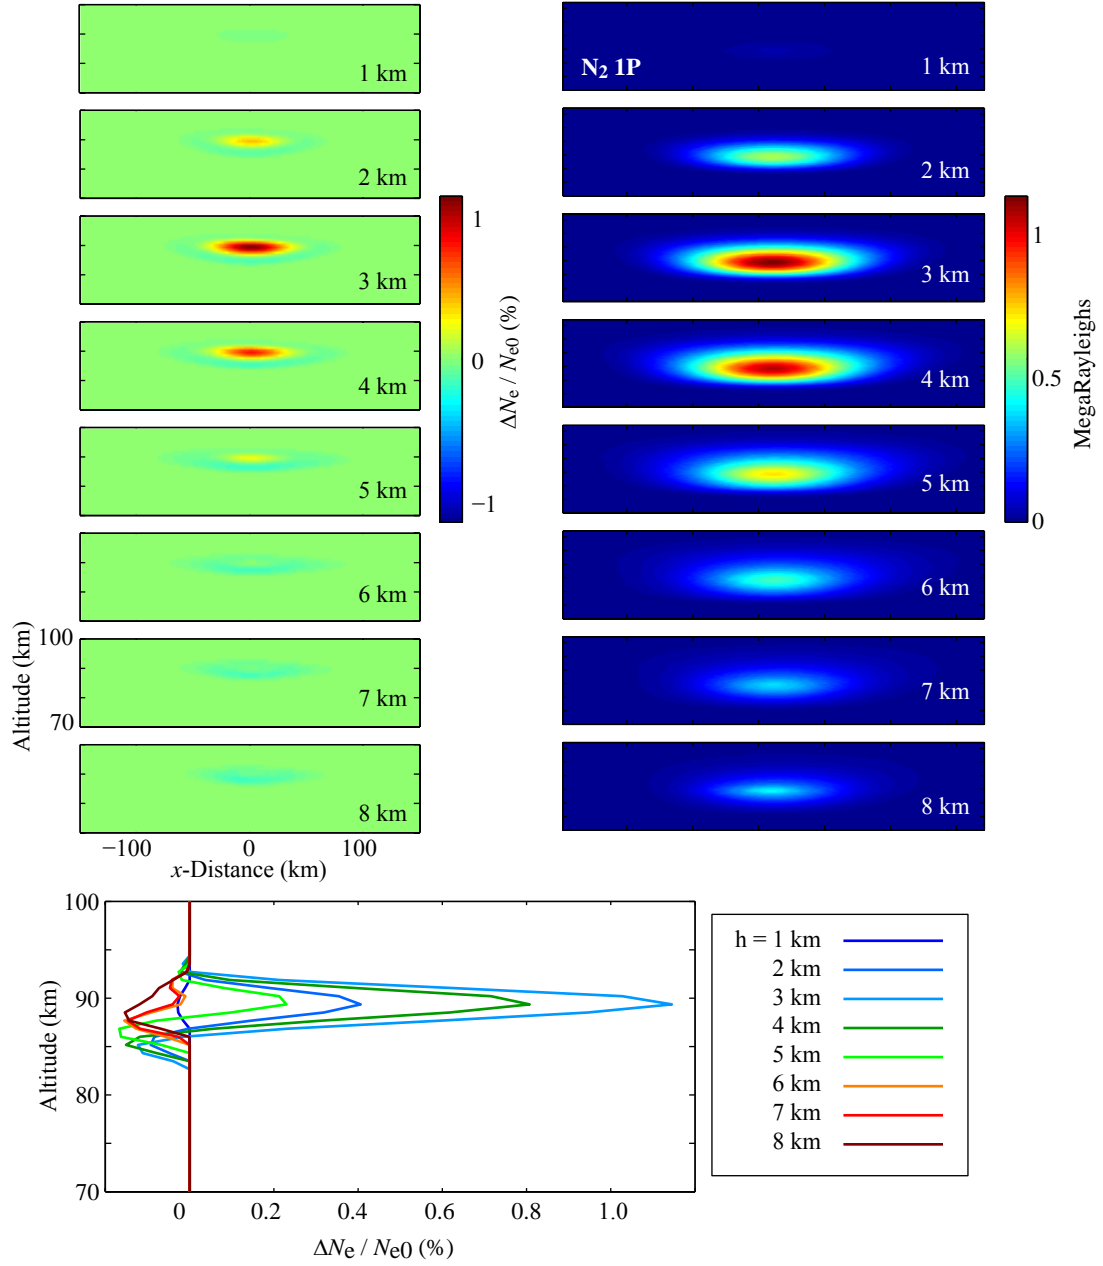 1 km
2 km
3 km
4 km
5 km
6 km
7 km
8 km
100
70
Altitude (km)
−100 0 100
x-Distance (km)
1
0
−1
ΔNe / Ne0 (%)
N2 1P
1 km
2 km
3 km
4 km
5 km
6 km
7 km
8 km
1
0.5
0
MegaRayleighs
100
90
80
70
Altitude (km)
0 0.2 0.4 0.6 0.8 1.0
ΔNe / Ne0 (%)
h = 1 km
2 km
3 km
4 km
5 km
6 km
7 km
8 km